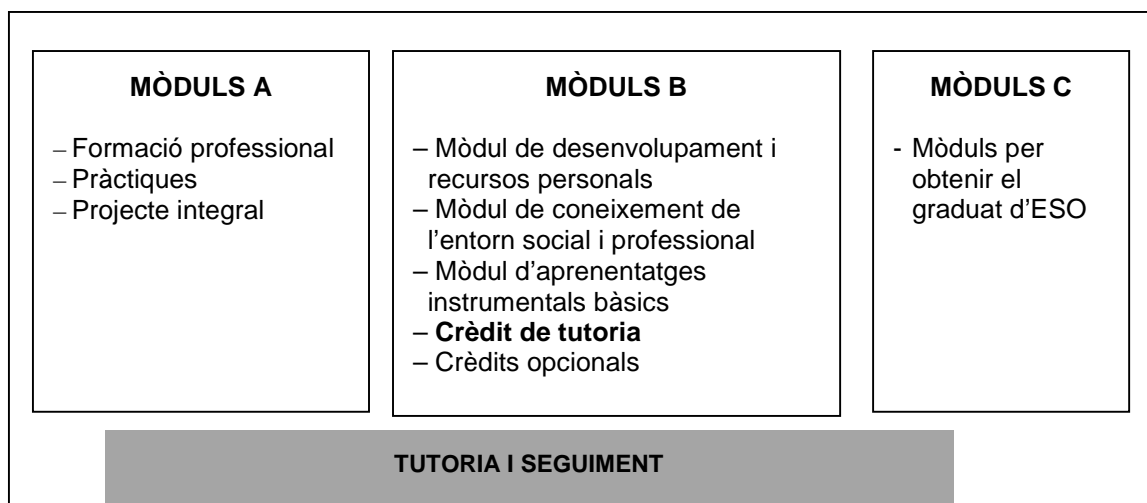 MÒDULS A
– Formació professional
– Pràctiques
– Projecte integral
MÒDULS B
– Mòdul de desenvolupament i
recursos personals
– Mòdul de coneixement de
l’entorn social i professional
– Mòdul d’aprenentatges
instrumentals bàsics
– Crèdit de tutoria
– Crèdits opcionals
MÒDULS C
- Mòduls per
obtenir el
graduat d’ESO
TUTORIA I SEGUIMENT